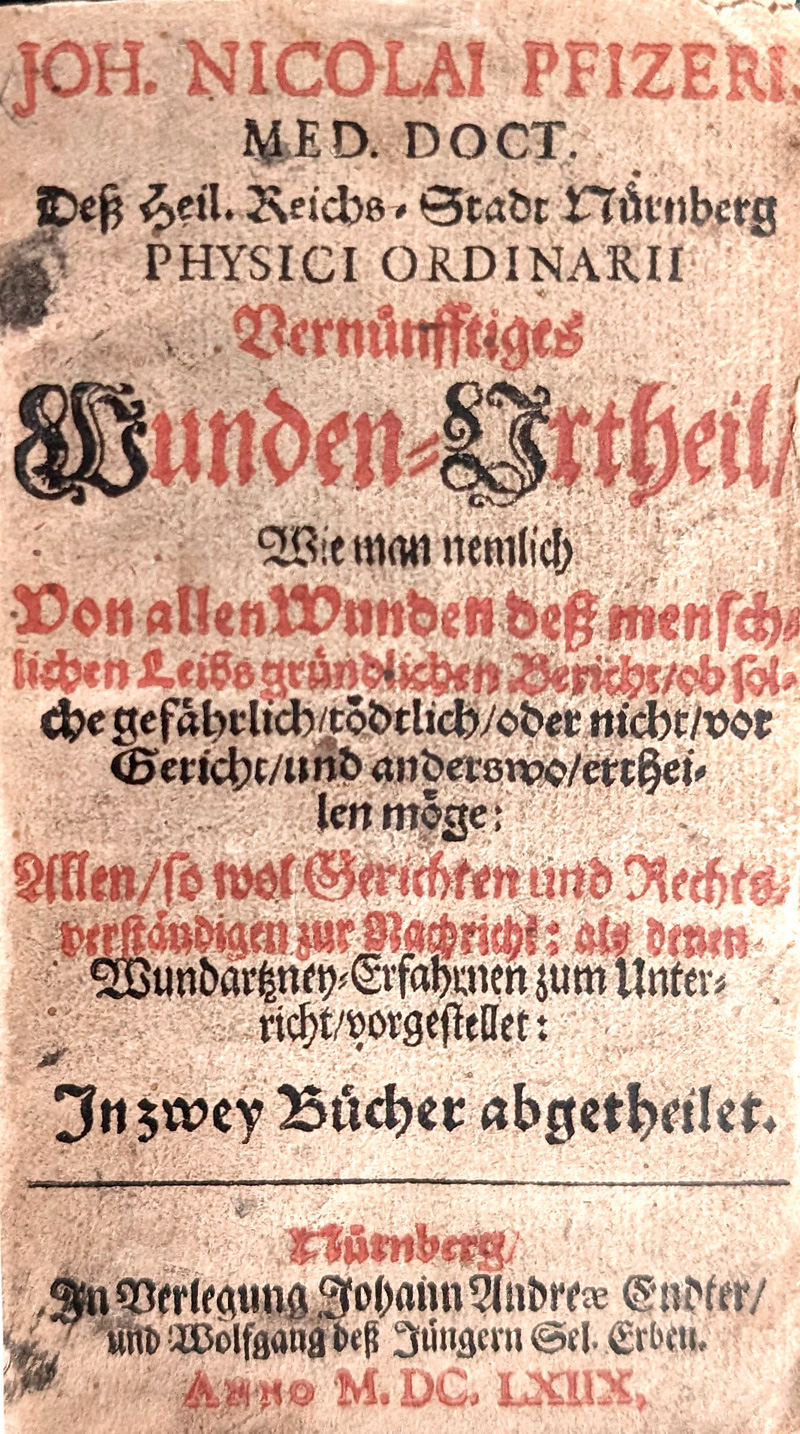 JOH. NICOLAI PFIZERI,
MED. DOCT.
Deß Heil. Reichs-Stadt Nürnberg
PHYSICI ORDINARII
Vernünfftiges
Wunden-Urtheil/
Wie man nemlich
Von allen Wunden deß mensch-
lichen Leibs gründlichen Bericht/ob sol-
che gefährlich/tödtlich/oder nicht/vor
Gericht/und anderswo/erthei-
len möge:
Allen/so wol Gerichten und Rechts-
verständigen zur Nachricht: als denen
Wundartzney-Erfahrnen zum Unter-
richt/vorgestellet:
In zwey Bücher abgetheilet.
Nürnberg/
In Verlegung Johann Andreæ Endter/
und Wolfgang deß Jüngern Sel. Erben.
ANNO M. DC. LXIIX,